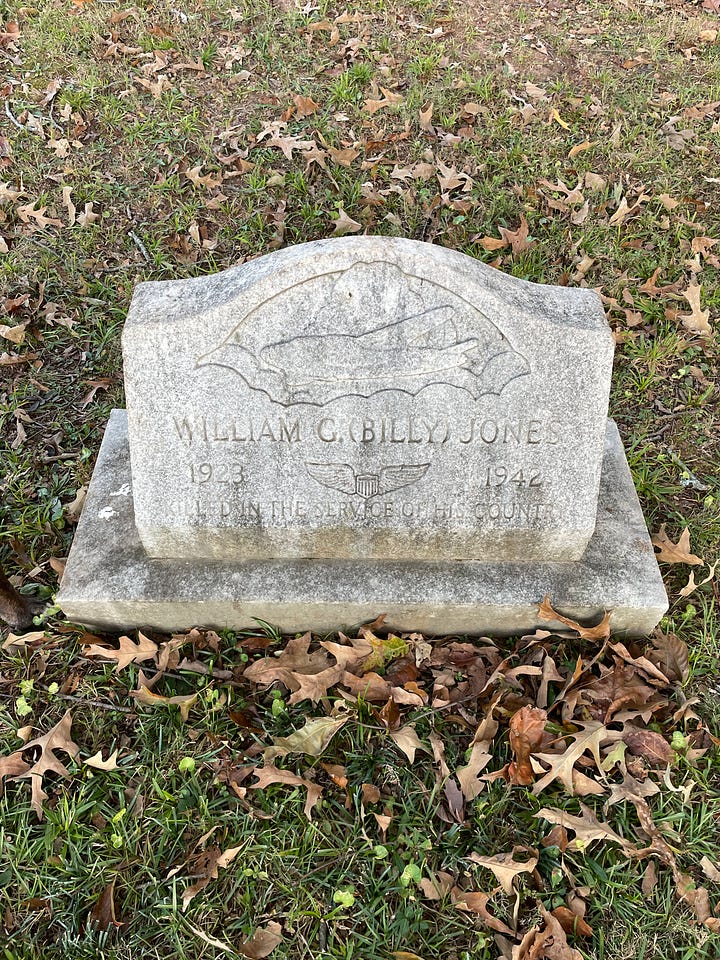 WILLIAM G. (BILLY) JONES
1923 1942
KILLED IN THE SERVICE OF HIS COUNTRY